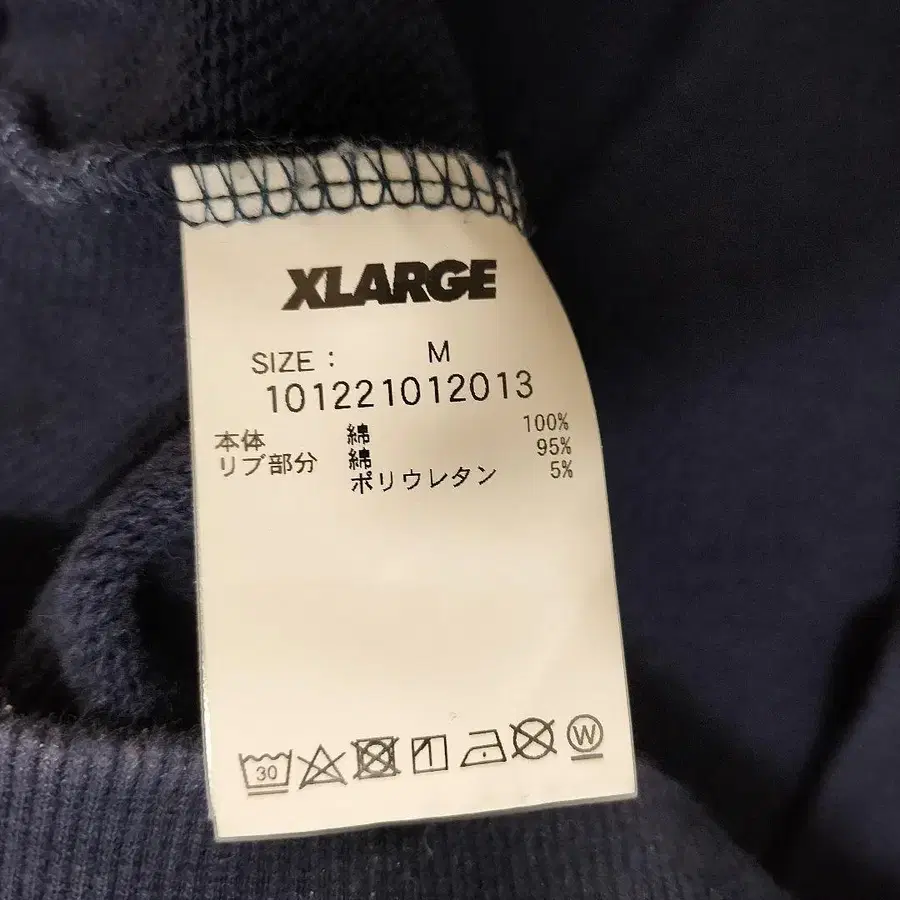 XLARGE
SIZE : M
101221012013
本体 綿 100%
リブ部分 綿 95%
ポリウレタン 5%
30 W